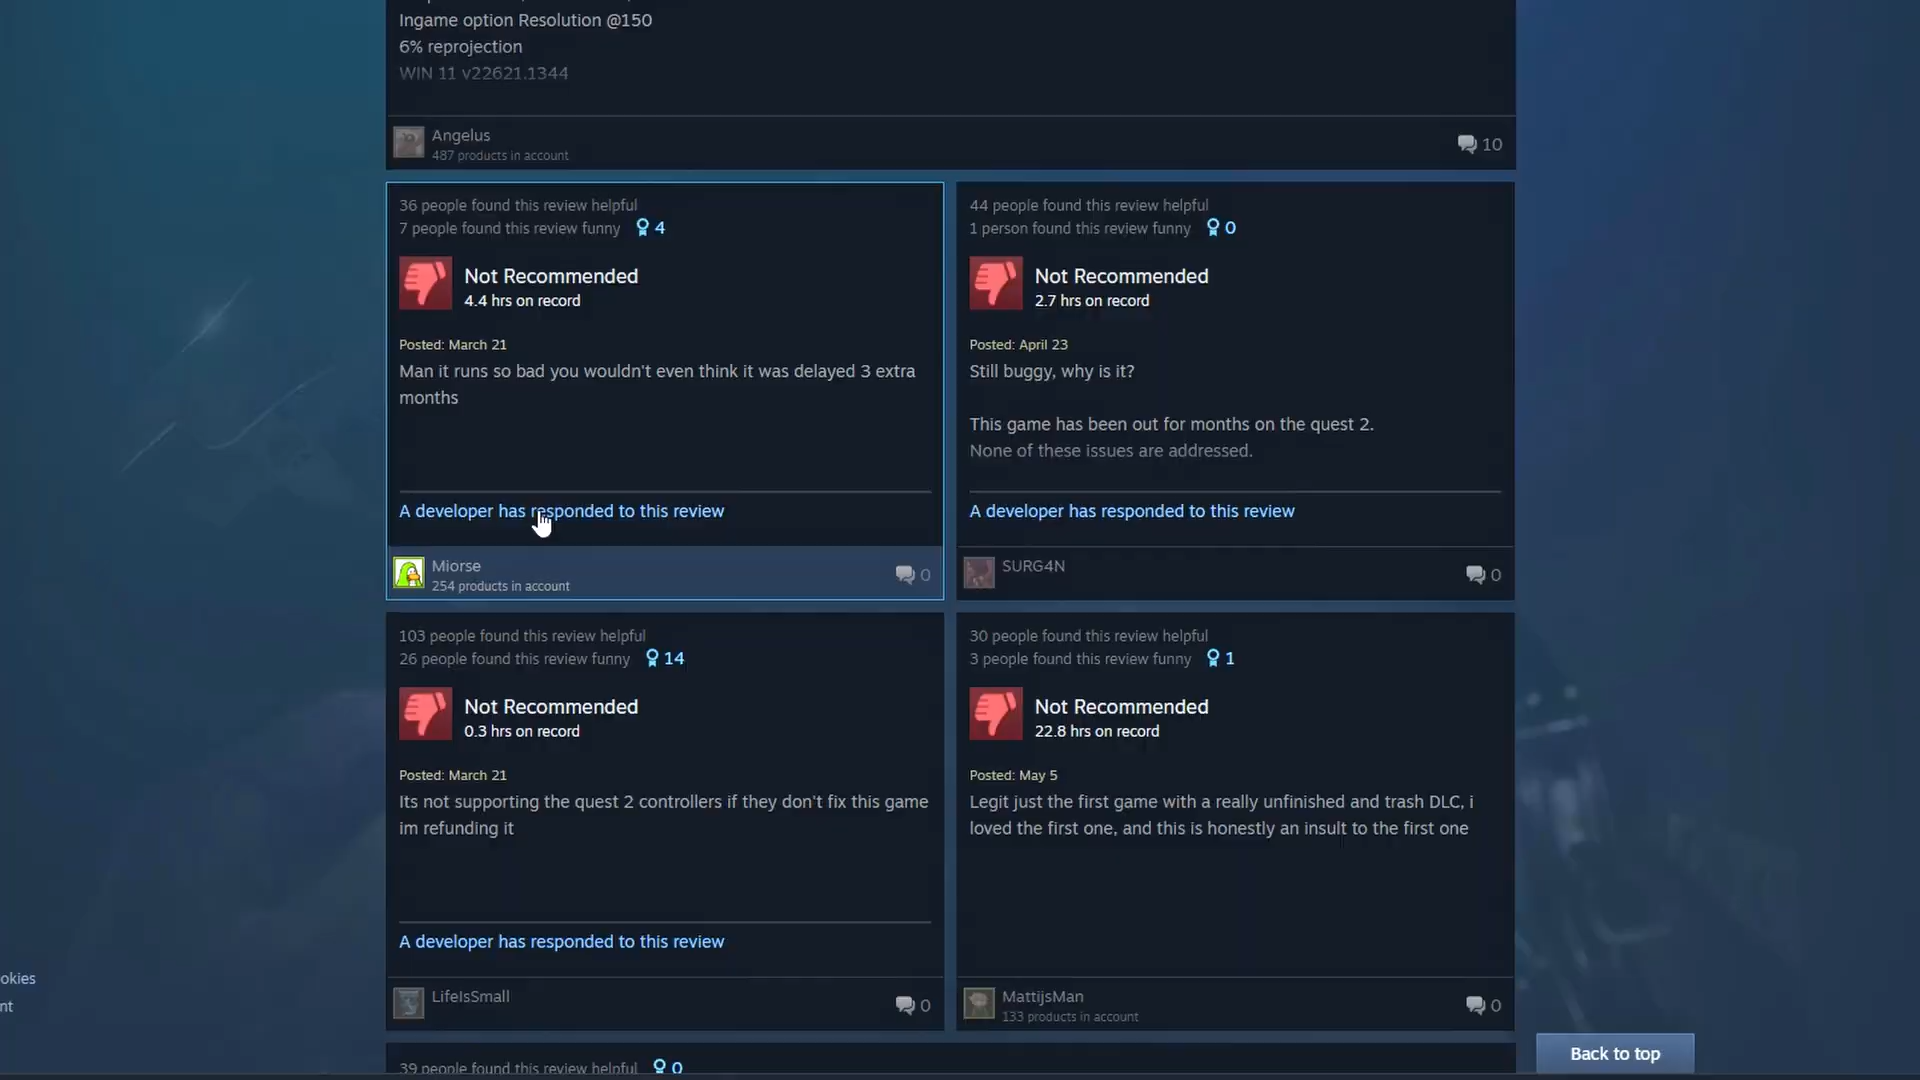 Ingame option Resolution @150
6% reprojection
WIN 11 v22621.1344
Angelus
487 products in account
10
36 people found this review helpful
7 people found this review funny 4
Not Recommended
4.4 hrs on record
Posted: March 21
Man it runs so bad you wouldn't even think it was delayed 3 extra
months
A developer has responded to this review
Miorse
254 products in account
0
44 people found this review helpful
1 person found this review funny 0
Not Recommended
2.7 hrs on record
Posted: April 23
Still buggy, why is it?
This game has been out for months on the quest 2.
None of these issues are addressed.
A developer has responded to this review
SURG4N
0
103 people found this review helpful
26 people found this review funny 14
Not Recommended
0.3 hrs on record
Posted: March 21
Its not supporting the quest 2 controllers if they don't fix this game
im refunding it
A developer has responded to this review
LifeIsSmall
0
30 people found this review helpful
3 people found this review funny 1
Not Recommended
22.8 hrs on record
Posted: May 5
Legit just the first game with a really unfinished and trash DLC, i
loved the first one, and this is honestly an insult to the first one
MattijsMan
133 products in account
0
39 people found this review helpful 0
okies
nt
Back to top